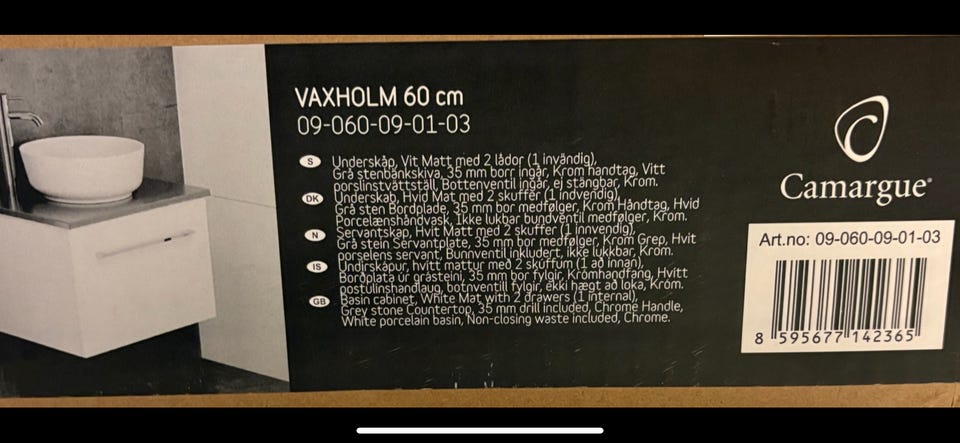 VAXHOLM 60 cm
09-060-09-01-03
S Underskåp, Vit Matt med 2 lådor (1 invändig),
Grå stenbänkskiva, 35 mm borr ingår, Krom handtag, Vitt
porslinstvättställ, Bottenventil ingår, ej stängbar, Krom.
DK Underskab, Hvid Mat med 2 skuffer (1 indvendig),
Grå sten Bordplade, 35 mm bor medfølger, Krom Håndtag, Hvid
Porcelænshåndvask, Ikke lukbar bundventil medfølger, Krom.
N Servantskap, Hvit Matt med 2 skuffer (1 innvendig),
Grå stein Servantplate, 35 mm bor medfølger, Krom Grep, Hvit
porselens servant, Bunnventil inkludert, ikke lukkbar, Krom.
IS Undirskápur, hvítt mattur með 2 skúffum (1 að innan),
Borðplata úr grásteini, 35 mm bor fylgir, Krómhandfang, Hvítt
postulínshandlaug, botnventill fylgir, ekki hægt að loka, Króm.
GB Basin cabinet, White Mat with 2 drawers (1 internal),
Grey stone Countertop, 35 mm drill included, Chrome Handle,
White porcelain basin, Non-closing waste included, Chrome.
Camargue®
Art.no: 09-060-09-01-03
8 595677 142365